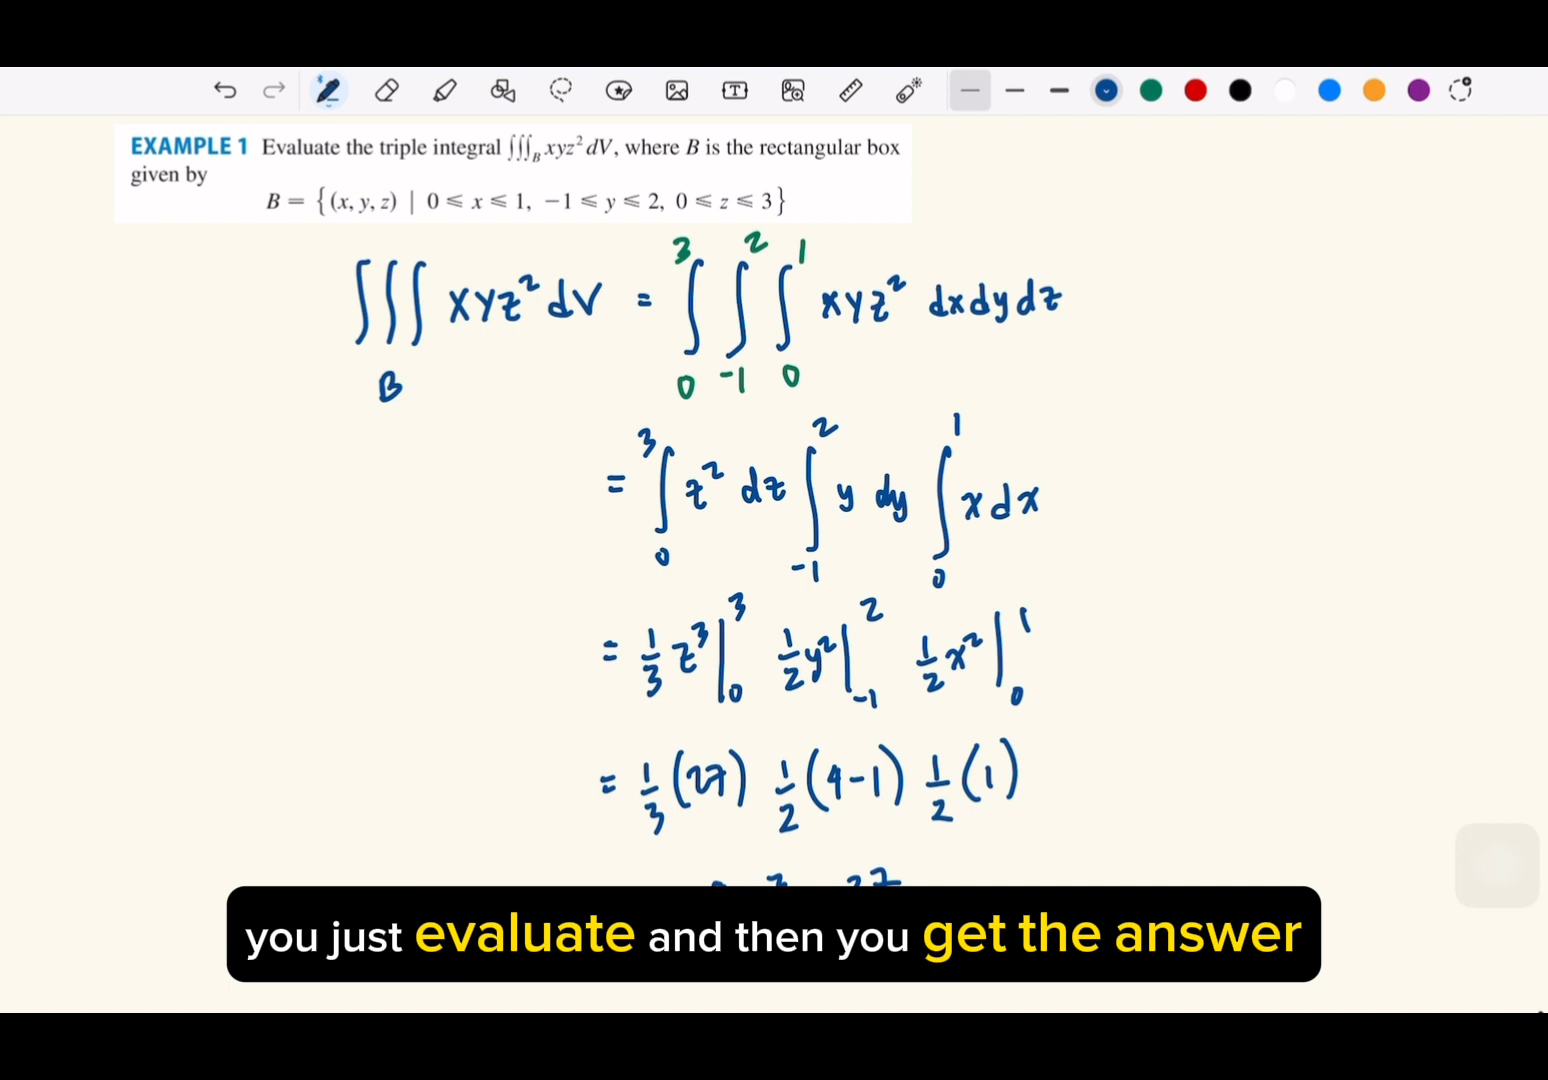 EXAMPLE 1 Evaluate the triple integral ∭_B xyz² dV, where B is the rectangular box
given by
B = {(x, y, z) | 0 ⩽ x ⩽ 1, −1 ⩽ y ⩽ 2, 0 ⩽ z ⩽ 3}
∭_B xyz² dV = ∫_0^3 ∫_-1^2 ∫_0^1 xyz² dx dy dz
= ∫_0^3 z² dz ∫_-1^2 y dy ∫_0^1 x dx
= 1/3 z³ |_0^3 1/2 y² |_-1^2 1/2 x² |_0^1
= 1/3 (27) 1/2 (4-1) 1/2 (1)
you just evaluate and then you get the answer